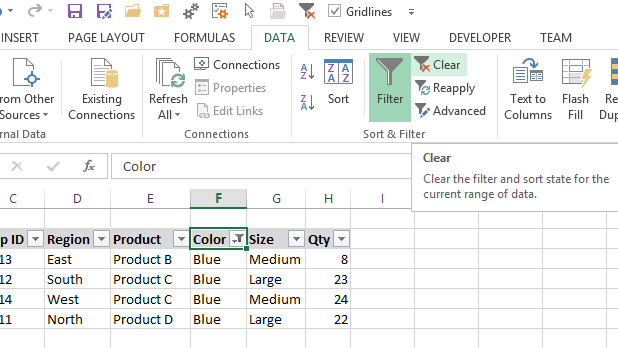 Gridlines
INSERT PAGE LAYOUT FORMULAS DATA REVIEW VIEW DEVELOPER TEAM
rom Other Sources
Existing Connections
Refresh All
Connections
Properties
Edit Links
Sort
Filter
Clear
Reapply
Advanced
Text to Columns
Flash Fill
Re
Dup
rnal Data Connections Sort & Filter
fx Color
Clear
Clear the filter and sort state for the
current range of data.
C D E F G H I
p ID Region Product Color Size Qty
13 East Product B Blue Medium 8
12 South Product C Blue Large 23
14 West Product C Blue Medium 24
11 North Product D Blue Large 22